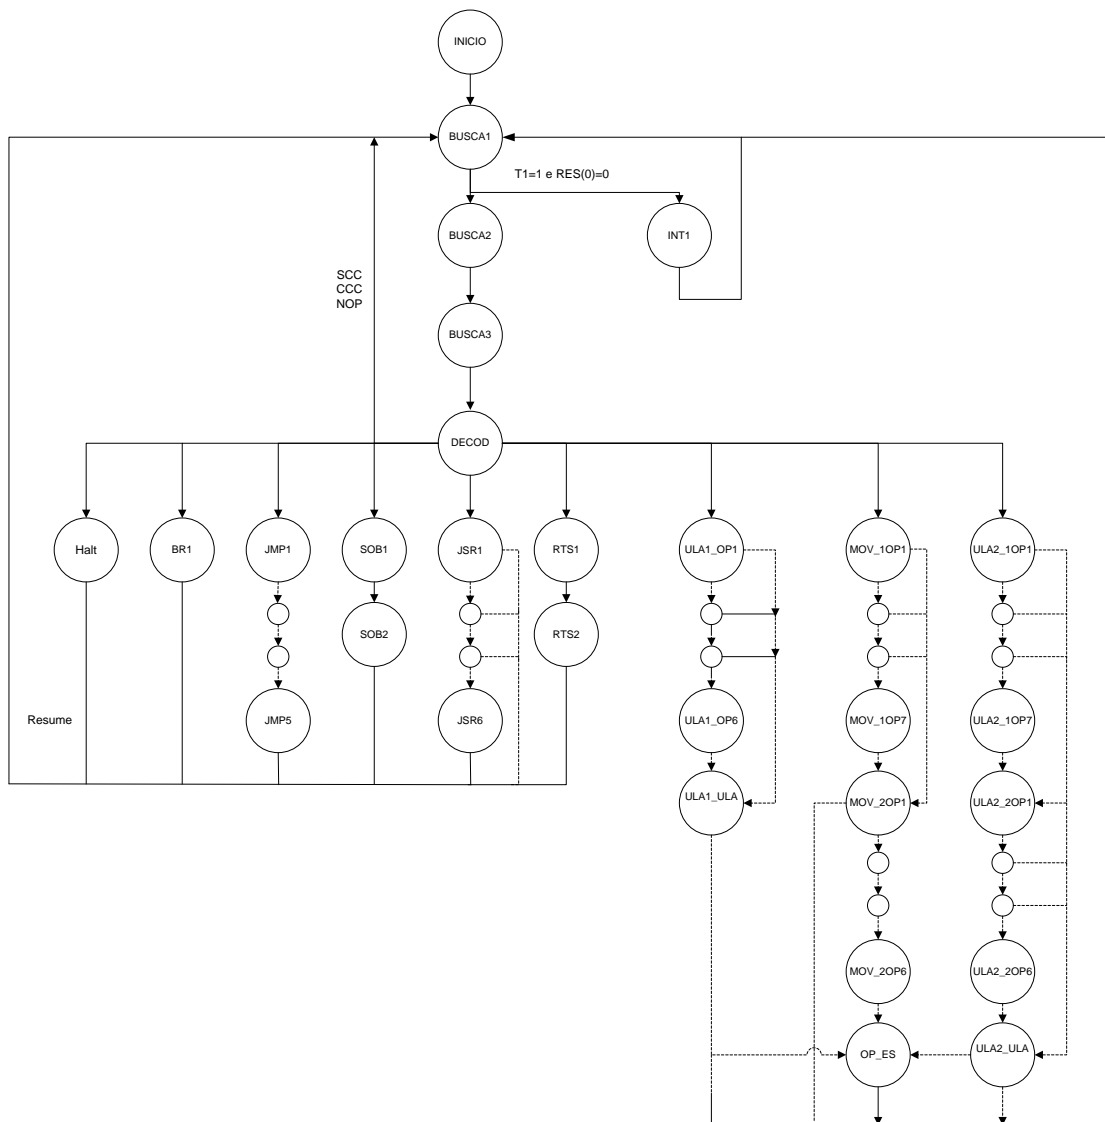 INICIO
BUSCA1
T1=1 e RES(0)=0
BUSCA2
INT1
SCC
CCC
NOP
BUSCA3
DECOD
Halt
BR1
JMP1
SOB1
JSR1
RTS1
ULA1_OP1
MOV_1OP1
ULA2_1OP1
SOB2
RTS2
Resume
JMP5
JSR6
ULA1_OP6
MOV_1OP7
ULA2_1OP7
ULA1_ULA
MOV_2OP1
ULA2_2OP1
MOV_2OP6
ULA2_2OP6
OP_ES
ULA2_ULA